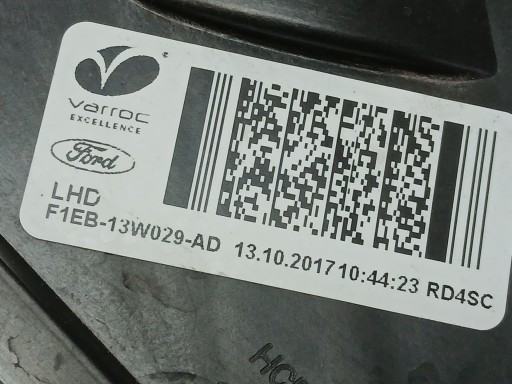 varroc
EXCELLENCE
Ford
LHD
F1EB-13W029-AD 13.10.2017 10:44:23 RD4SC